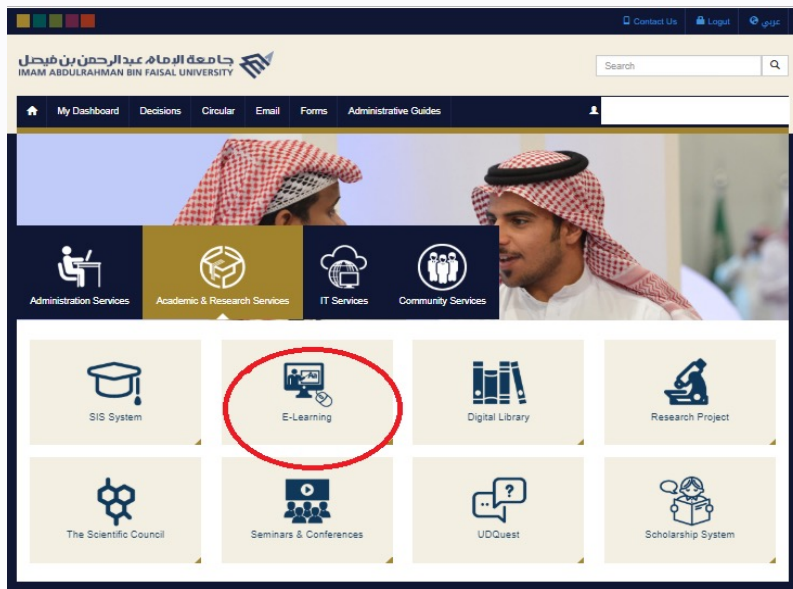 Contact Us
Logut
عربي
جامعة الإمام عبدالرحمن بن فيصل
IMAM ABDULRAHMAN BIN FAISAL UNIVERSITY
Search
My Dashboard
Decisions
Circular
Email
Forms
Administrative Guides
Administration Services
Academic & Research Services
IT Services
Community Services
SIS System
E-Learning
Digital Library
Research Project
The Scientific Council
Seminars & Conferences
UDQuest
Scholarship System